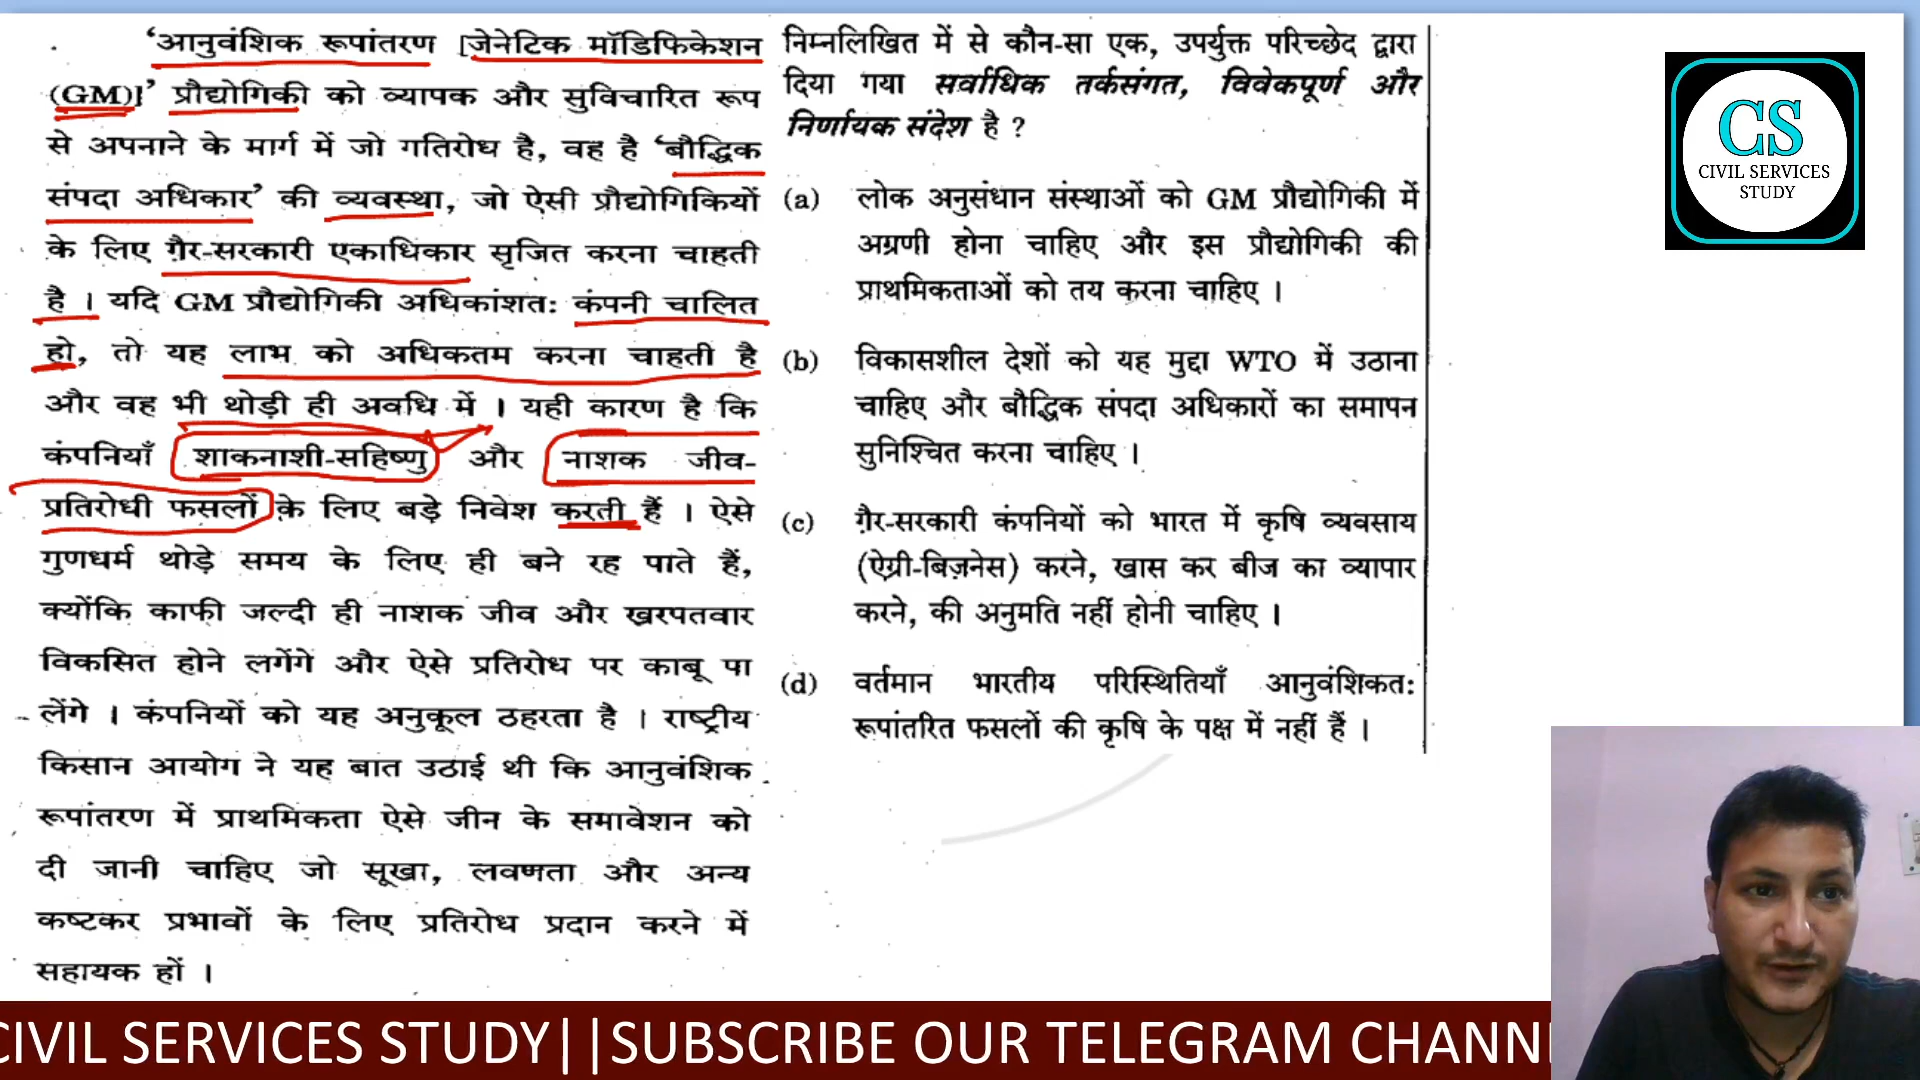 'आनुवंशिक रूपांतरण [जेनेटिक मॉडिफिकेशन
(GM)]' प्रौद्योगिकी को व्यापक और सुविचारित रूप
से अपनाने के मार्ग में जो गतिरोध है, वह है 'बौद्धिक
संपदा अधिकार' की व्यवस्था, जो ऐसी प्रौद्योगिकियों
के लिए ग़ैर-सरकारी एकाधिकार सृजित करना चाहती
है । यदि GM प्रौद्योगिकी अधिकांशतः कंपनी चालित
हो, तो यह लाभ को अधिकतम करना चाहती है
और वह भी थोड़ी ही अवधि में । यही कारण है कि
कंपनियाँ शाकनाशी-सहिष्णु और नाशक जीव-
प्रतिरोधी फसलों के लिए बड़े निवेश करती हैं । ऐसे
गुणधर्म थोड़े समय के लिए ही बने रह पाते हैं,
क्योंकि काफी जल्दी ही नाशक जीव और खरपतवार
विकसित होने लगेंगे और ऐसे प्रतिरोध पर काबू पा
लेंगे । कंपनियों को यह अनुकूल ठहरता है । राष्ट्रीय
किसान आयोग ने यह बात उठाई थी कि आनुवंशिक
रूपांतरण में प्राथमिकता ऐसे जीन के समावेशन को
दी जानी चाहिए जो सूखा, लवणता और अन्य
कष्टकर प्रभावों के लिए प्रतिरोध प्रदान करने में
सहायक हों ।
निम्नलिखित में से कौन-सा एक, उपर्युक्त परिच्छेद द्वारा
दिया गया सर्वाधिक तर्कसंगत, विवेकपूर्ण और
निर्णायक संदेश है ?
(a) लोक अनुसंधान संस्थाओं को GM प्रौद्योगिकी में
अग्रणी होना चाहिए और इस प्रौद्योगिकी की
प्राथमिकताओं को तय करना चाहिए ।
(b) विकासशील देशों को यह मुद्दा WTO में उठाना
चाहिए और बौद्धिक संपदा अधिकारों का समापन
सुनिश्चित करना चाहिए ।
(c) ग़ैर-सरकारी कंपनियों को भारत में कृषि व्यवसाय
(ऐग्री-बिज़नेस) करने, खास कर बीज का व्यापार
करने, की अनुमति नहीं होनी चाहिए ।
(d) वर्तमान भारतीय परिस्थितियाँ आनुवंशिकतः
रूपांतरित फसलों की कृषि के पक्ष में नहीं हैं ।
CS
CIVIL SERVICES
STUDY
CIVIL SERVICES STUDY||SUBSCRIBE OUR TELEGRAM CHANN